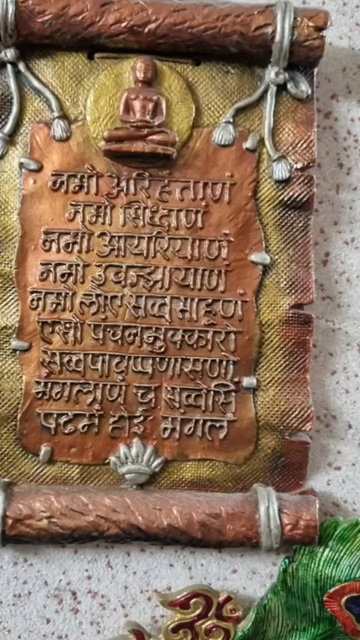 नमो अरिहंताणं
नमो सिध्दाणं
नमो आयरियाणं
नमो उवज्झायाणं
नमो लोए सव्वसाहूणं
एसो पंचनमुक्कारो
सव्वपावप्पणासणो
मंगलाणं च सव्वेसिं
पढमं होई मंगलं